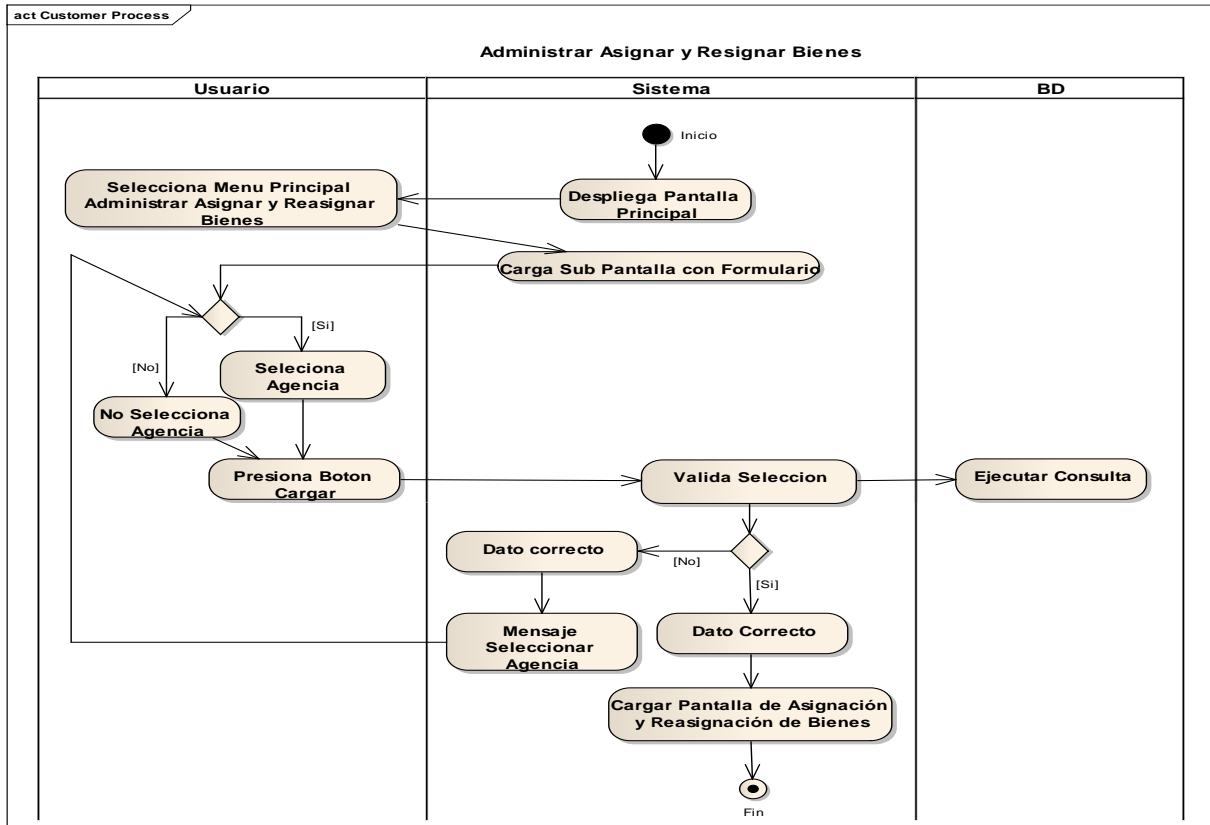 act Customer Process
Administrar Asignar y Resignar Bienes
Usuario
Sistema
BD
Inicio
Selecciona Menu Principal
Administrar Asignar y Reasignar
Bienes
Despliega Pantalla
Principal
Carga Sub Pantalla con Formulario
[Si]
[No]
Seleciona
Agencia
No Selecciona
Agencia
Presiona Boton
Cargar
Valida Seleccion
Ejecutar Consulta
Dato correcto
[No]
[Si]
Mensaje
Seleccionar
Agencia
Dato Correcto
Cargar Pantalla de Asignación
y Reasignación de Bienes
Fin